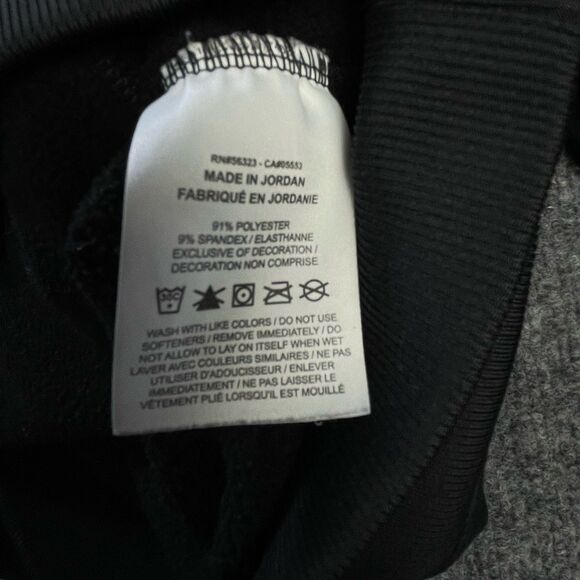 RN#56323 - CA#05553
MADE IN JORDAN
FABRIQUÉ EN JORDANIE
91% POLYESTER
9% SPANDEX / ELASTHANNE
EXCLUSIVE OF DECORATION /
DECORATION NON COMPRISE
WASH WITH LIKE COLORS / DO NOT USE
SOFTENERS / REMOVE IMMEDIATELY / DO
NOT ALLOW TO LAY ON ITSELF WHEN WET
LAVER AVEC COULEURS SIMILAIRES / NE PAS
UTILISER D'ADOUCISSEUR / ENLEVER
IMMEDIATEMENT / NE PAS LAISSER LE
VÊTEMENT PLIÉ LORSQU'IL EST MOUILLÉ